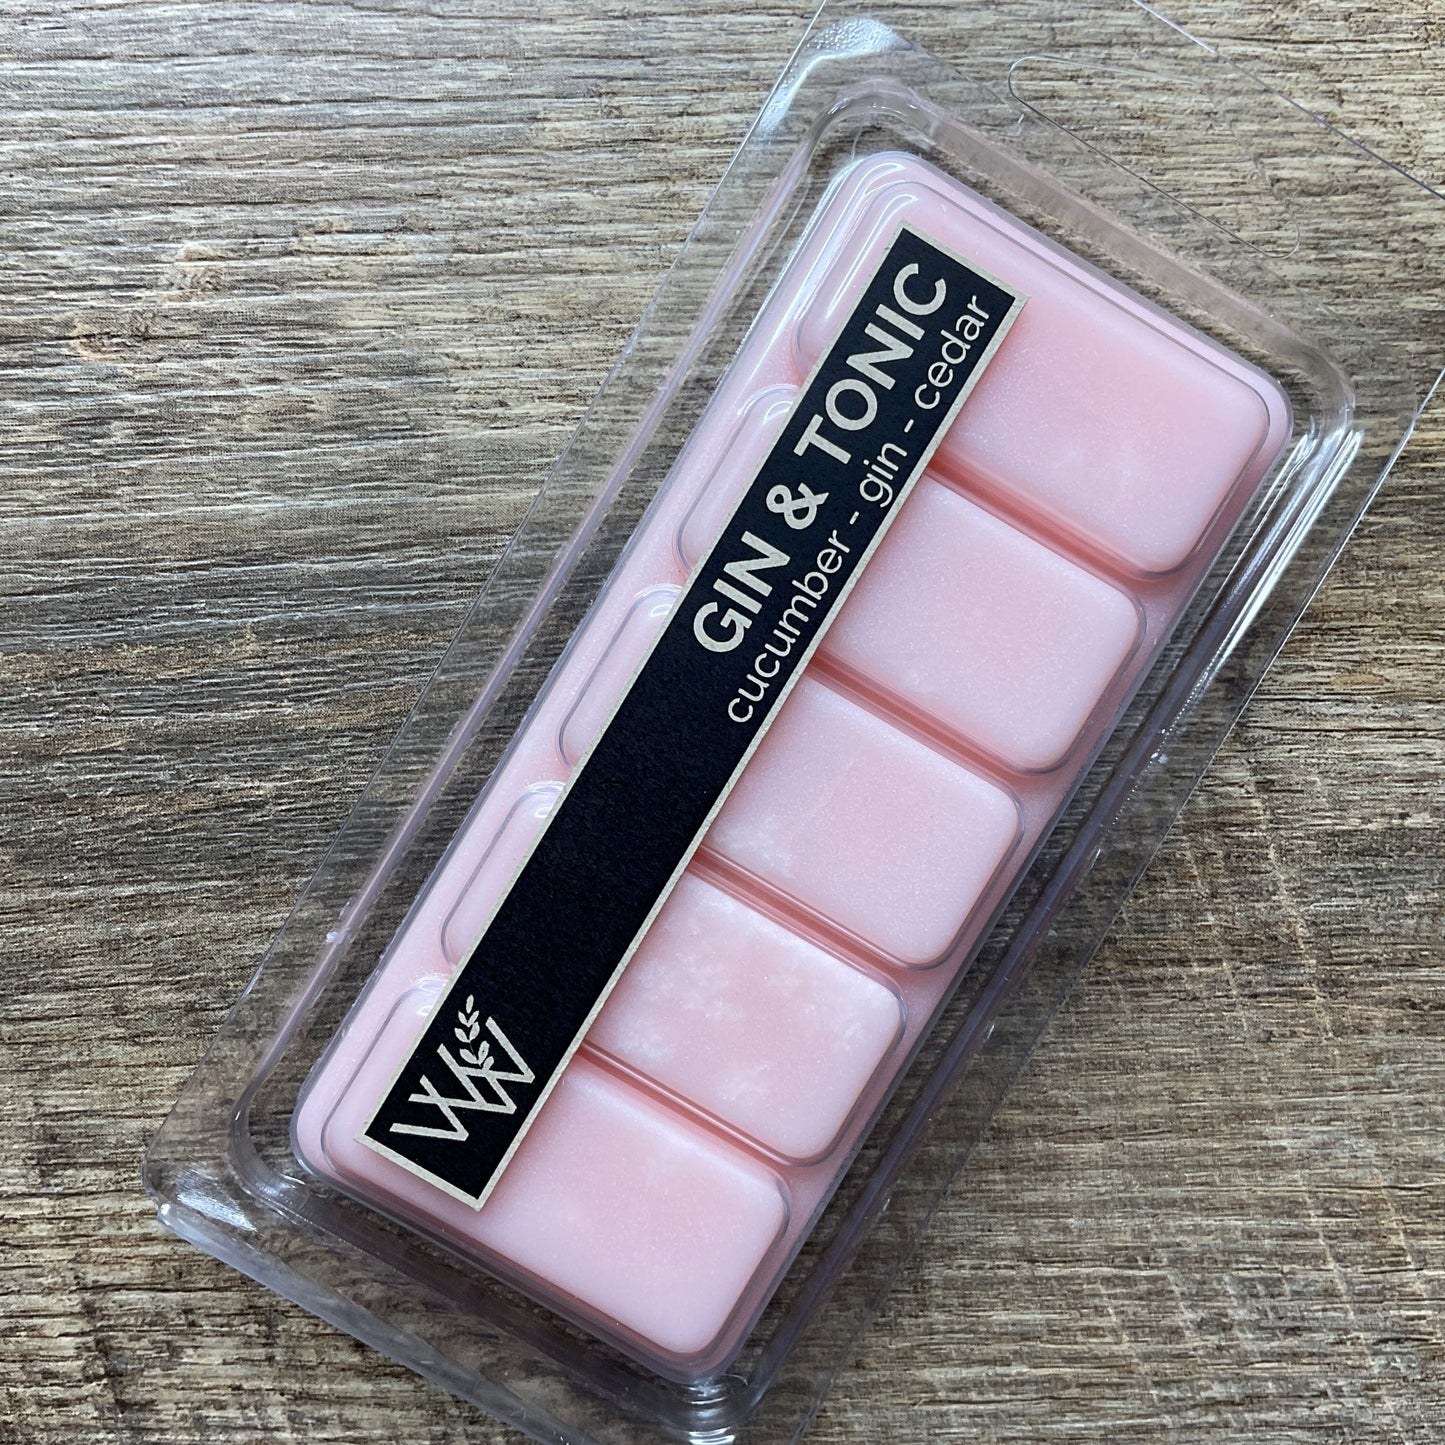 GIN & TONIC
cucumber - gin - cedar
W